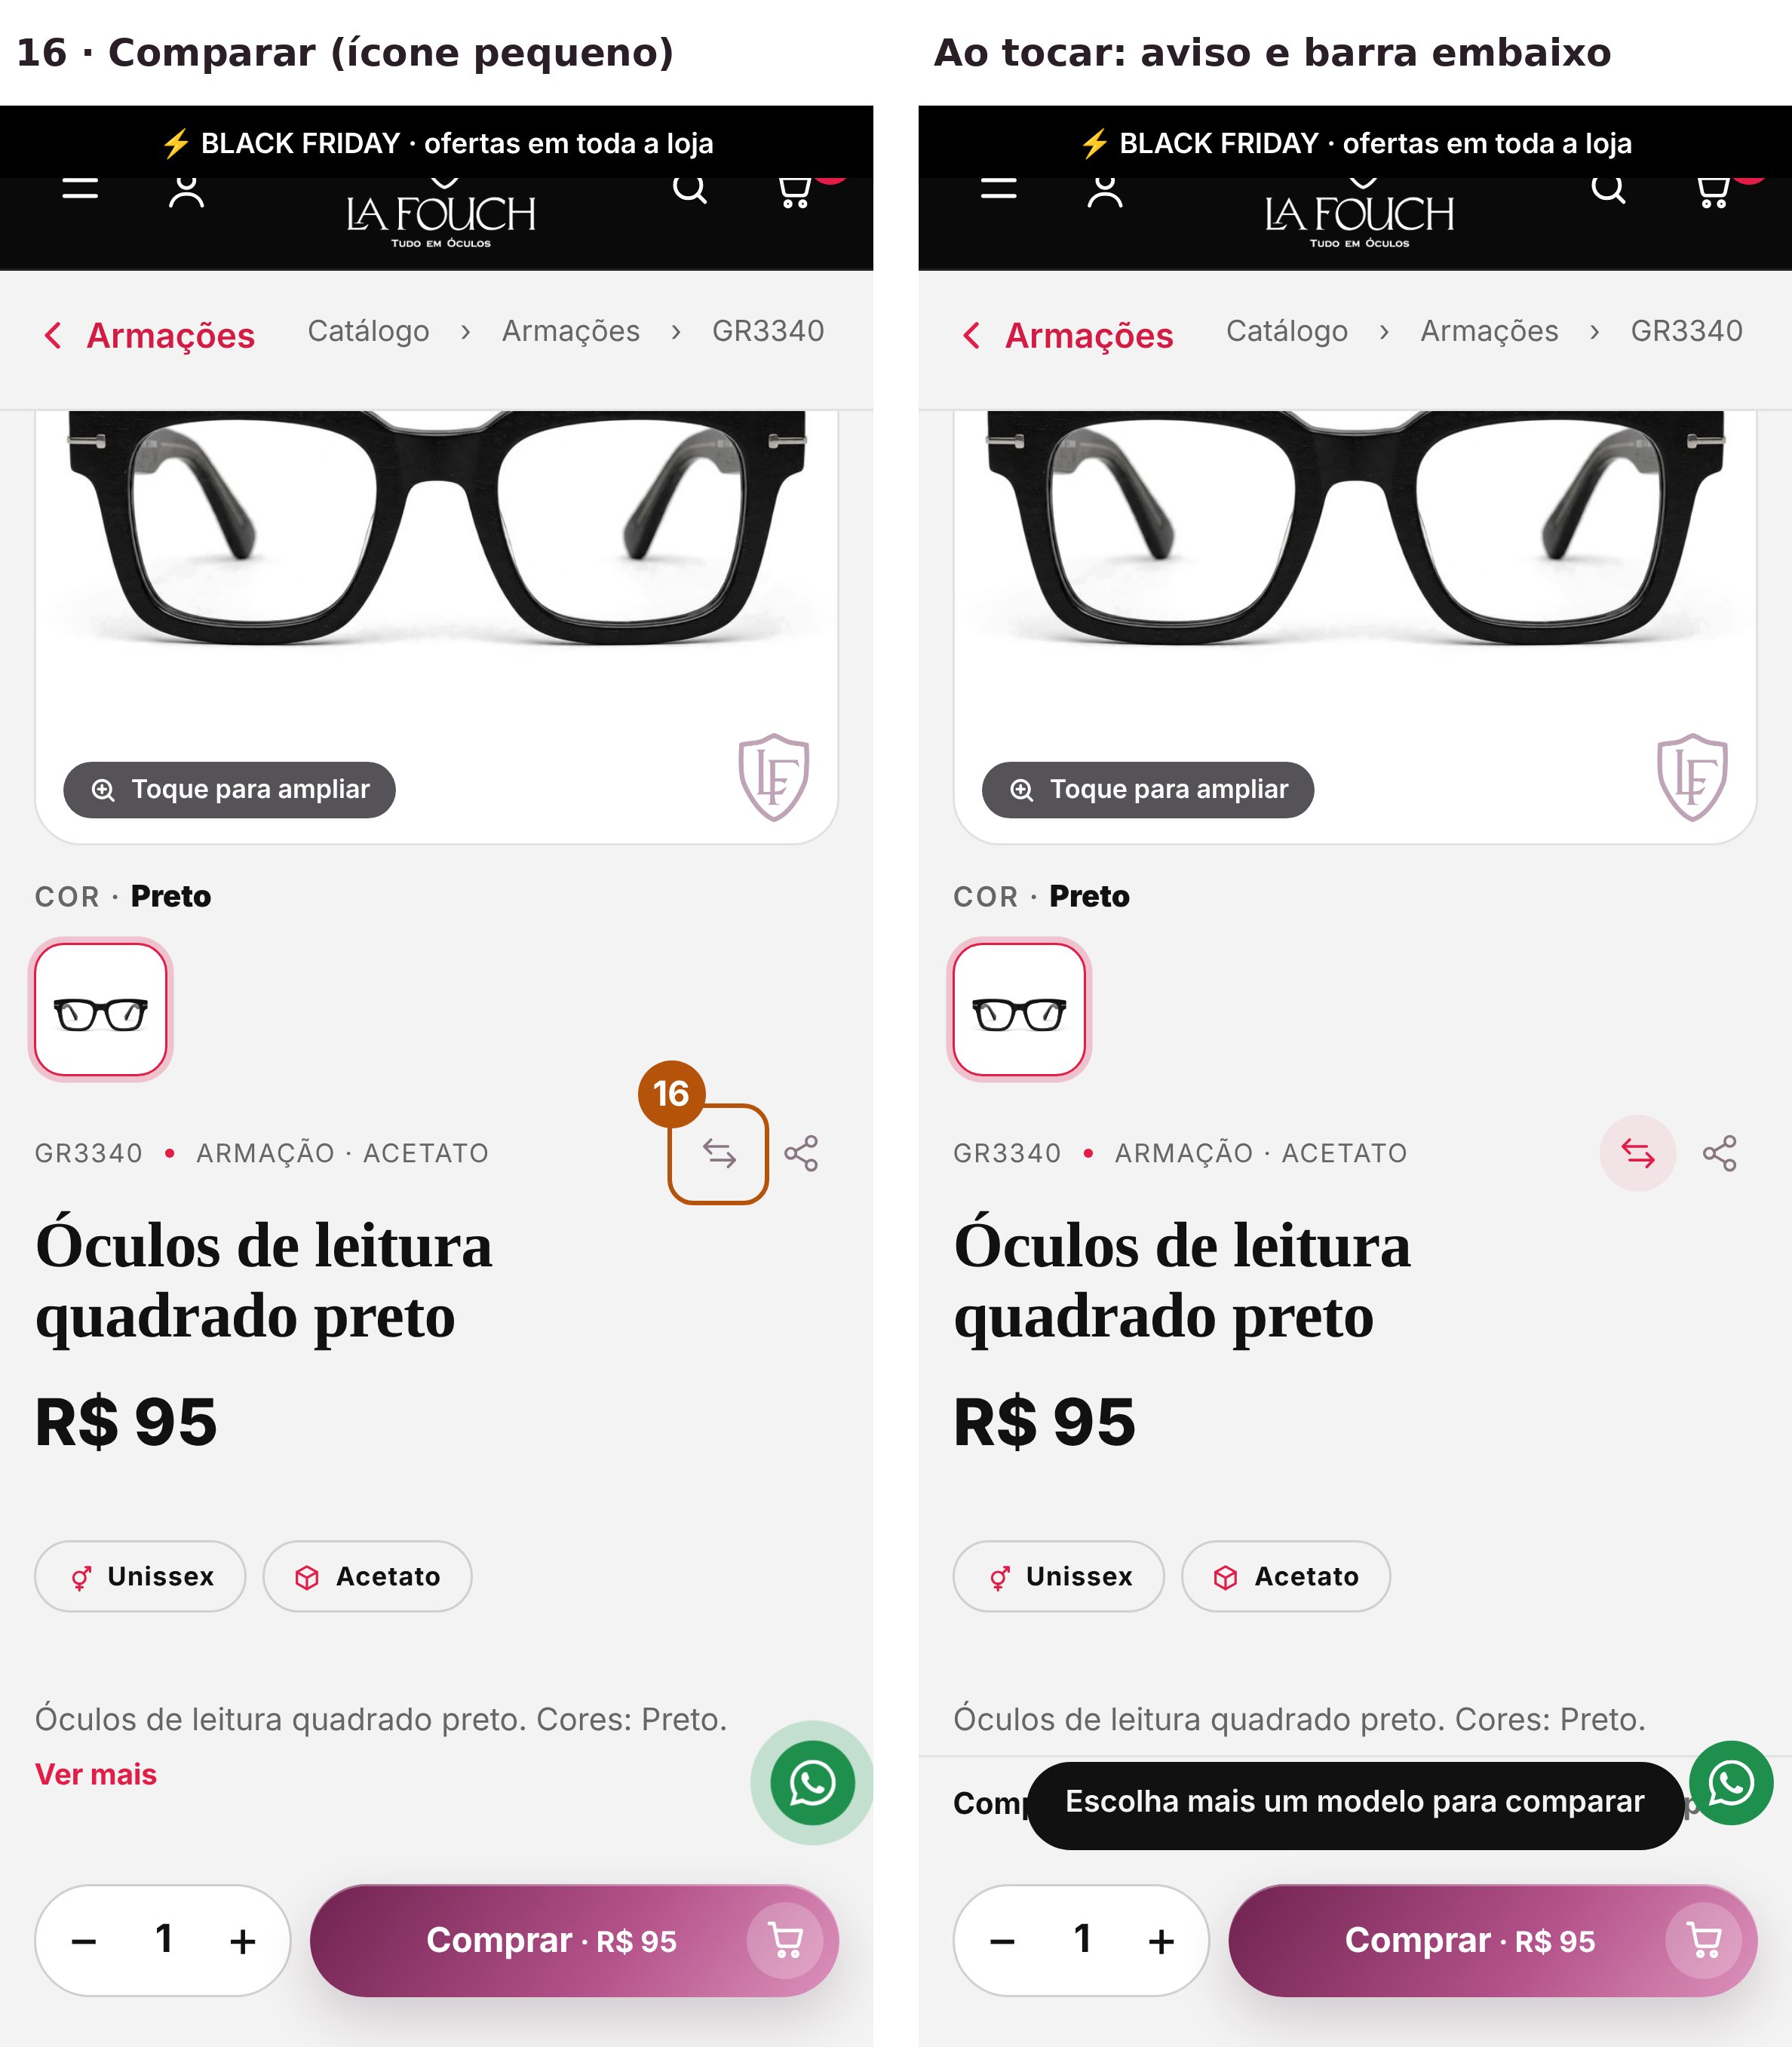 16 · Comparar (ícone pequeno)
⚡ BLACK FRIDAY · ofertas em toda a loja
LA FOUCH
TUDO EM ÓCULOS
Armações
Catálogo › Armações › GR3340
Toque para ampliar
LF
COR · Preto
16
GR3340 • ARMAÇÃO · ACETATO
Óculos de leitura
quadrado preto
R$ 95
Unissex
Acetato
Óculos de leitura quadrado preto. Cores: Preto.
Ver mais
− 1 +
Comprar · R$ 95
Ao tocar: aviso e barra embaixo
⚡ BLACK FRIDAY · ofertas em toda a loja
LA FOUCH
TUDO EM ÓCULOS
Armações
Catálogo › Armações › GR3340
Toque para ampliar
LF
COR · Preto
GR3340 • ARMAÇÃO · ACETATO
Óculos de leitura
quadrado preto
R$ 95
Unissex
Acetato
Óculos de leitura quadrado preto. Cores: Preto.
Escolha mais um modelo para comparar
− 1 +
Comprar · R$ 95